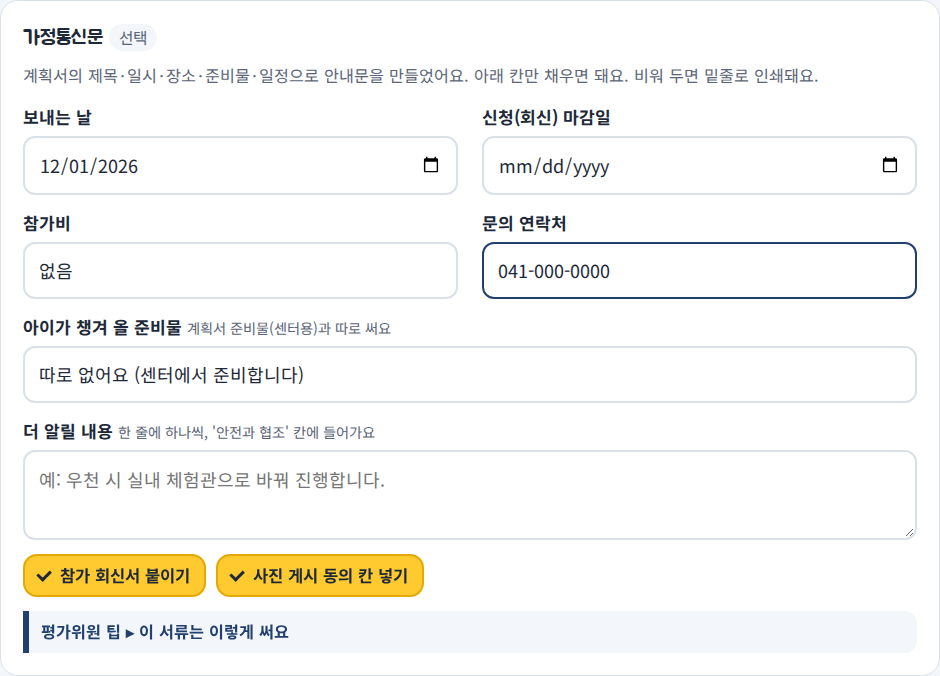 가정통신문 선택
계획서의 제목·일시·장소·준비물·일정으로 안내문을 만들었어요. 아래 칸만 채우면 돼요. 비워 두면 밑줄로 인쇄돼요.
보내는 날
12/01/2026
신청(회신) 마감일
mm/dd/yyyy
참가비
없음
문의 연락처
041-000-0000
아이가 챙겨 올 준비물 계획서 준비물(센터용)과 따로 써요
따로 없어요 (센터에서 준비합니다)
더 알릴 내용 한 줄에 하나씩, '안전과 협조' 칸에 들어가요
예: 우천 시 실내 체험관으로 바꿔 진행합니다.
✓ 참가 회신서 붙이기
✓ 사진 게시 동의 칸 넣기
평가위원 팁 ▸ 이 서류는 이렇게 써요